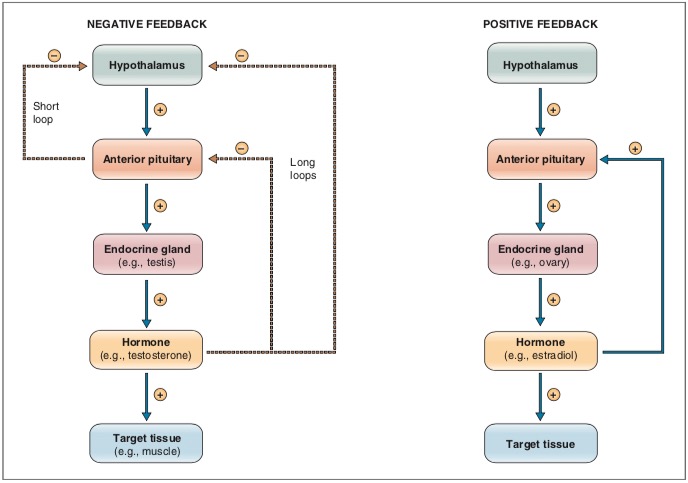 NEGATIVE FEEDBACK
–
–
Hypothalamus
+
Short
loop
–
Anterior pituitary
Long
loops
+
Endocrine gland
(e.g., testis)
+
Hormone
(e.g., testosterone)
+
Target tissue
(e.g., muscle)
POSITIVE FEEDBACK
Hypothalamus
+
+
Anterior pituitary
+
Endocrine gland
(e.g., ovary)
+
Hormone
(e.g., estradiol)
+
Target tissue